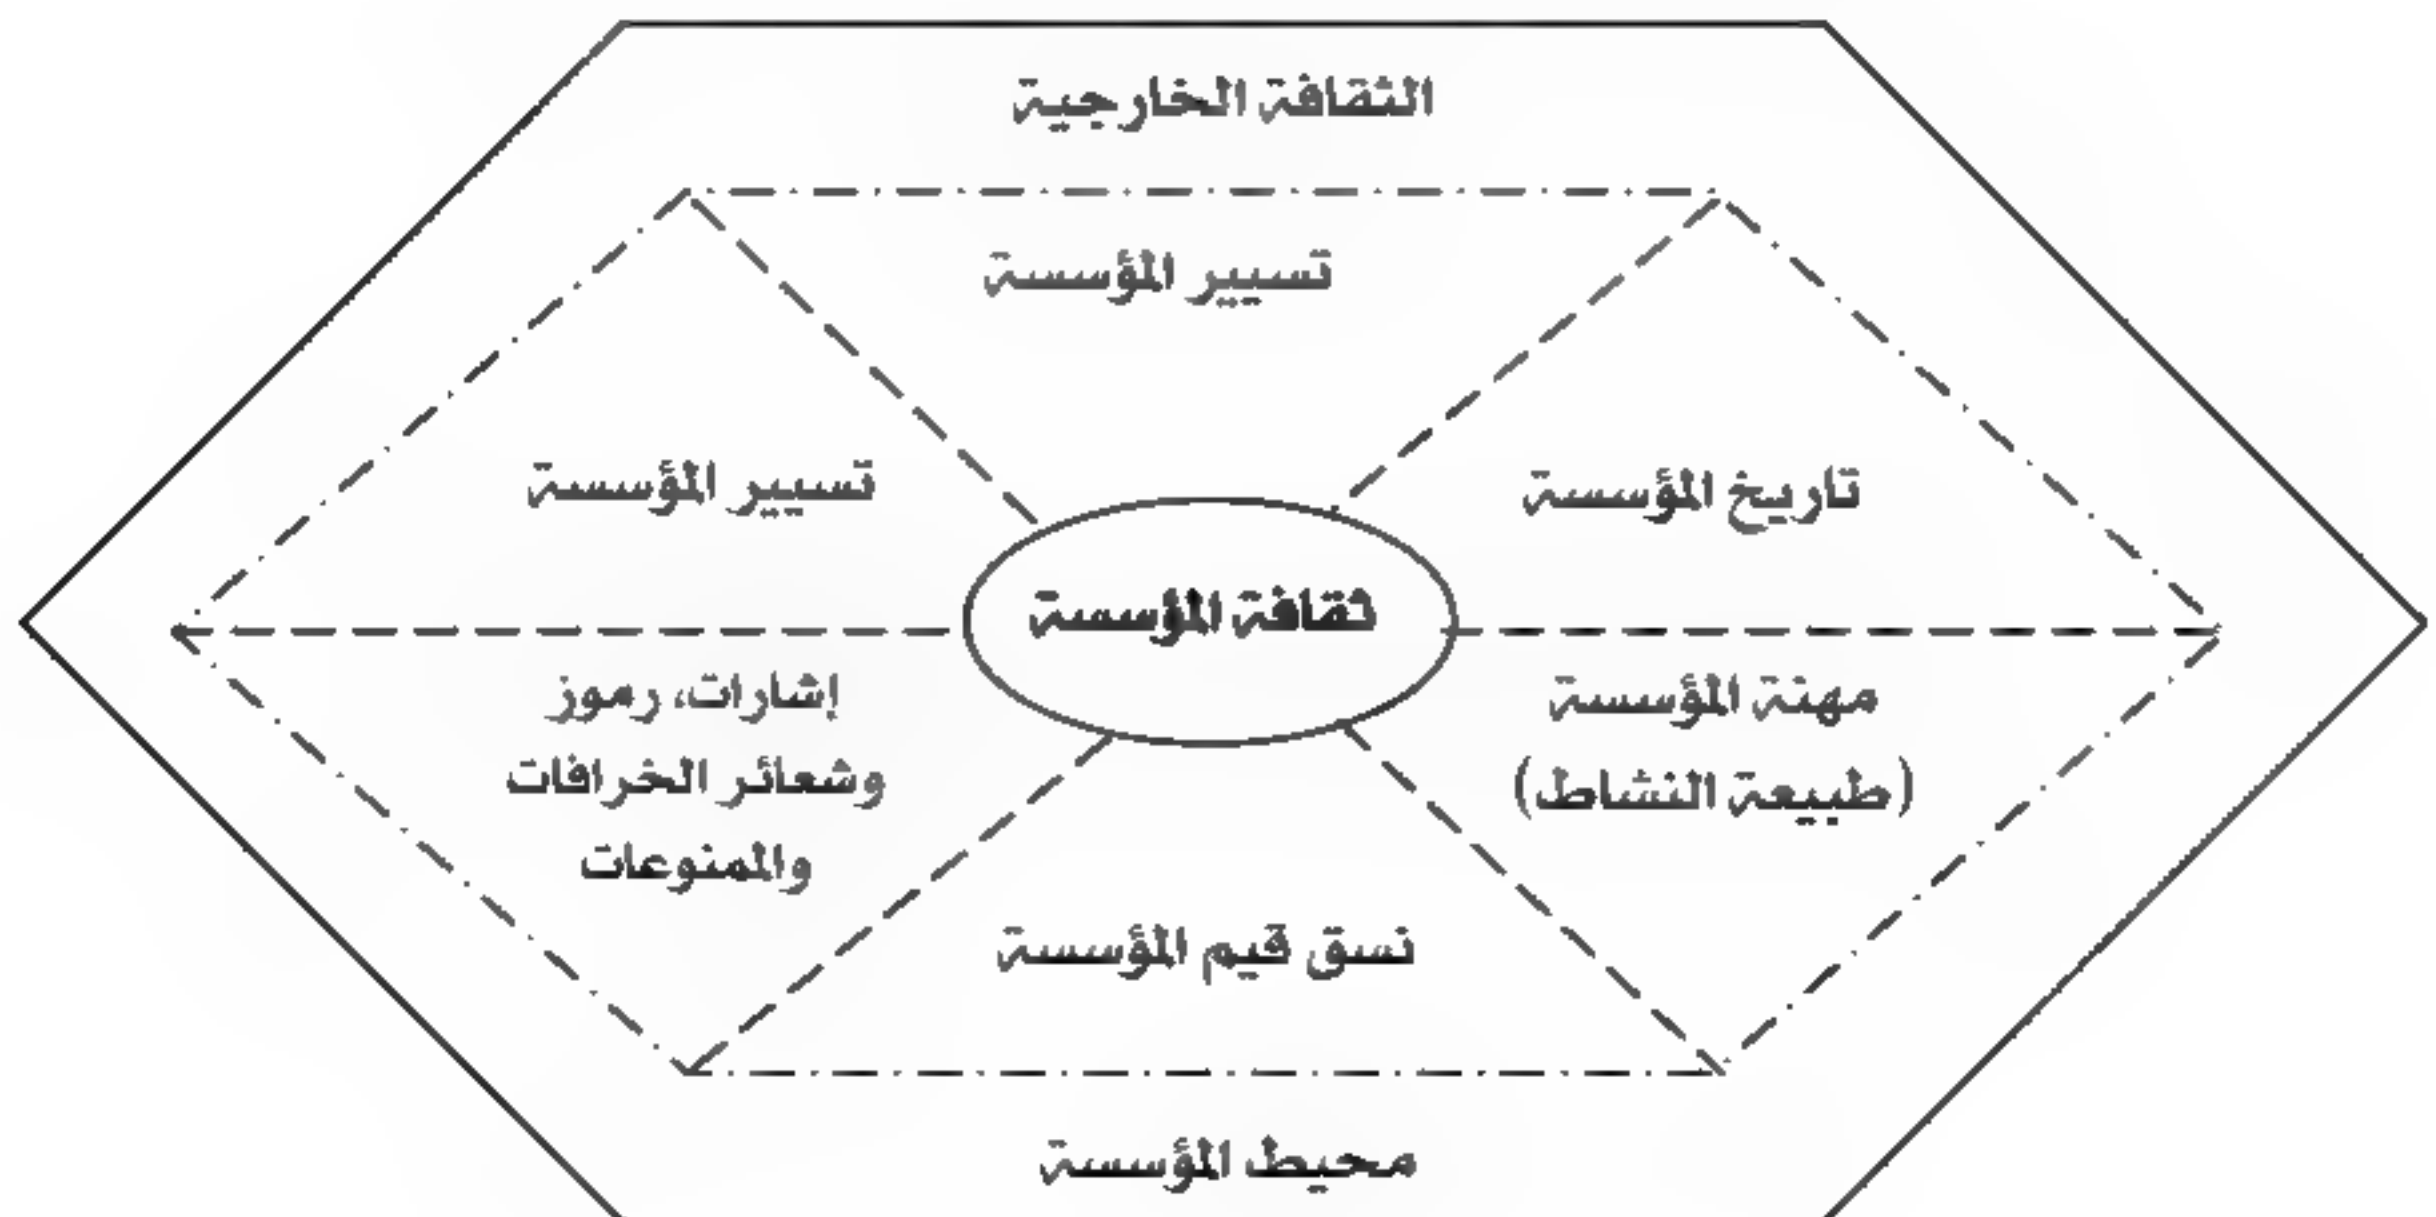 الثقافة الخارجية
تسيير المؤسسة
تاريخ المؤسسة
تسيير المؤسسة
ثقافة المؤسسة
مهنة المؤسسة
(طبيعة النشاط)
إشارات، رموز
وشعائر الخرافات
والممنوعات
نسق قيم المؤسسة
محيط المؤسسة